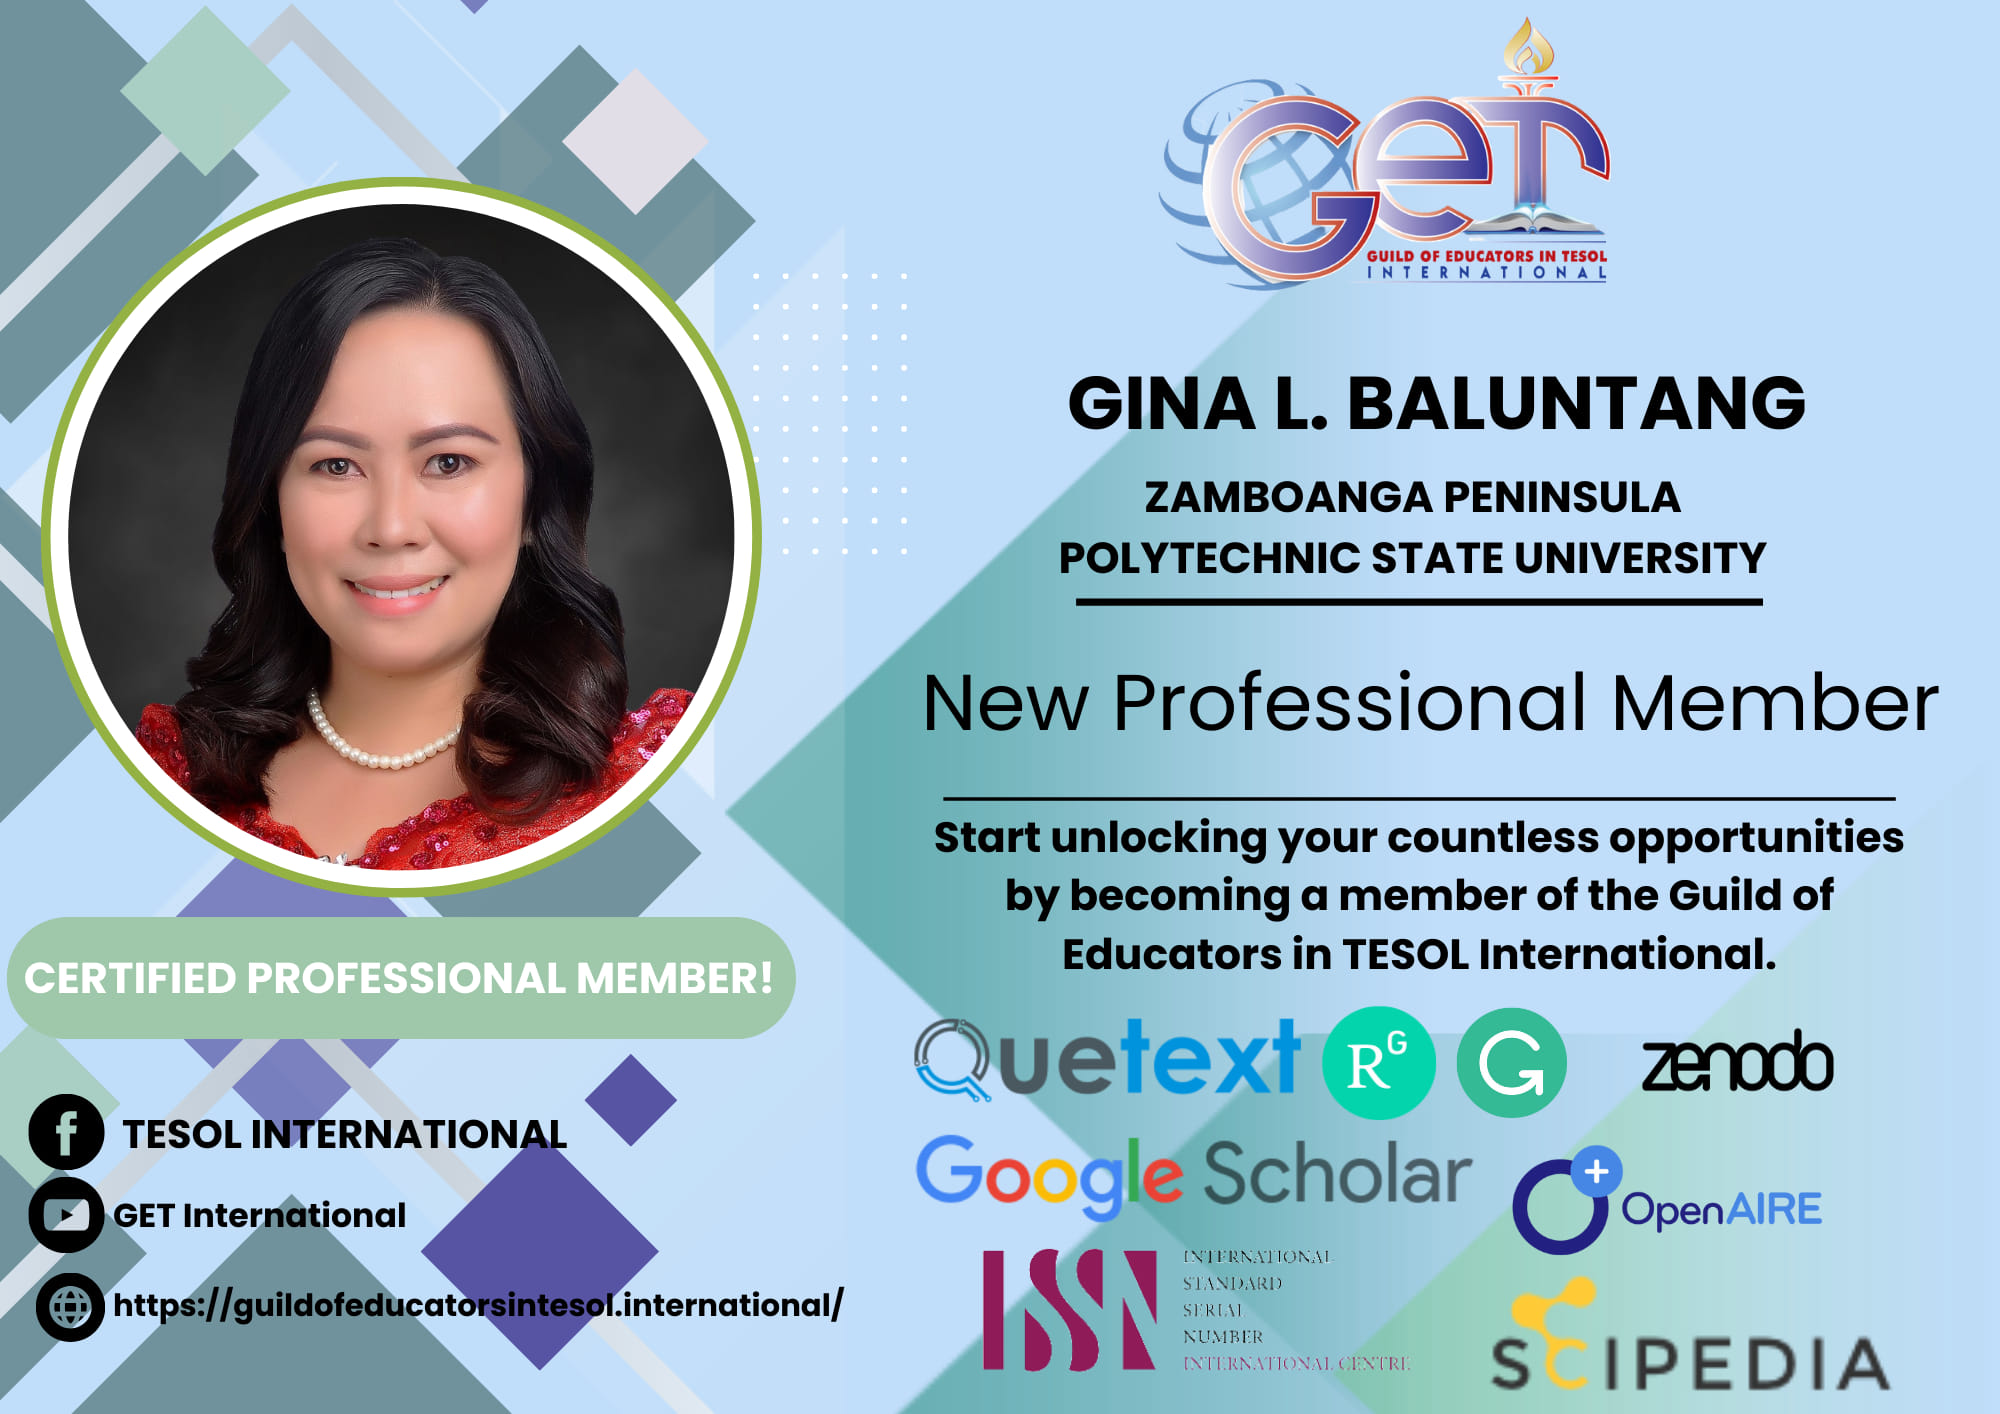 GET
GUILD OF EDUCATORS IN TESOL
INTERNATIONAL
GINA L. BALUNTANG
ZAMBOANGA PENINSULA
POLYTECHNIC STATE UNIVERSITY
New Professional Member
Start unlocking your countless opportunities
by becoming a member of the Guild of
Educators in TESOL International.
CERTIFIED PROFESSIONAL MEMBER!
f TESOL INTERNATIONAL
GET International
https://guildofeducatorsintesol.international/
Quetext RG G zenodo
Google Scholar
OpenAIRE
ISSN
INTERNATIONAL
STANDARD
SERIAL
NUMBER
INTERNATIONAL CENTRE
SCIPEDIA